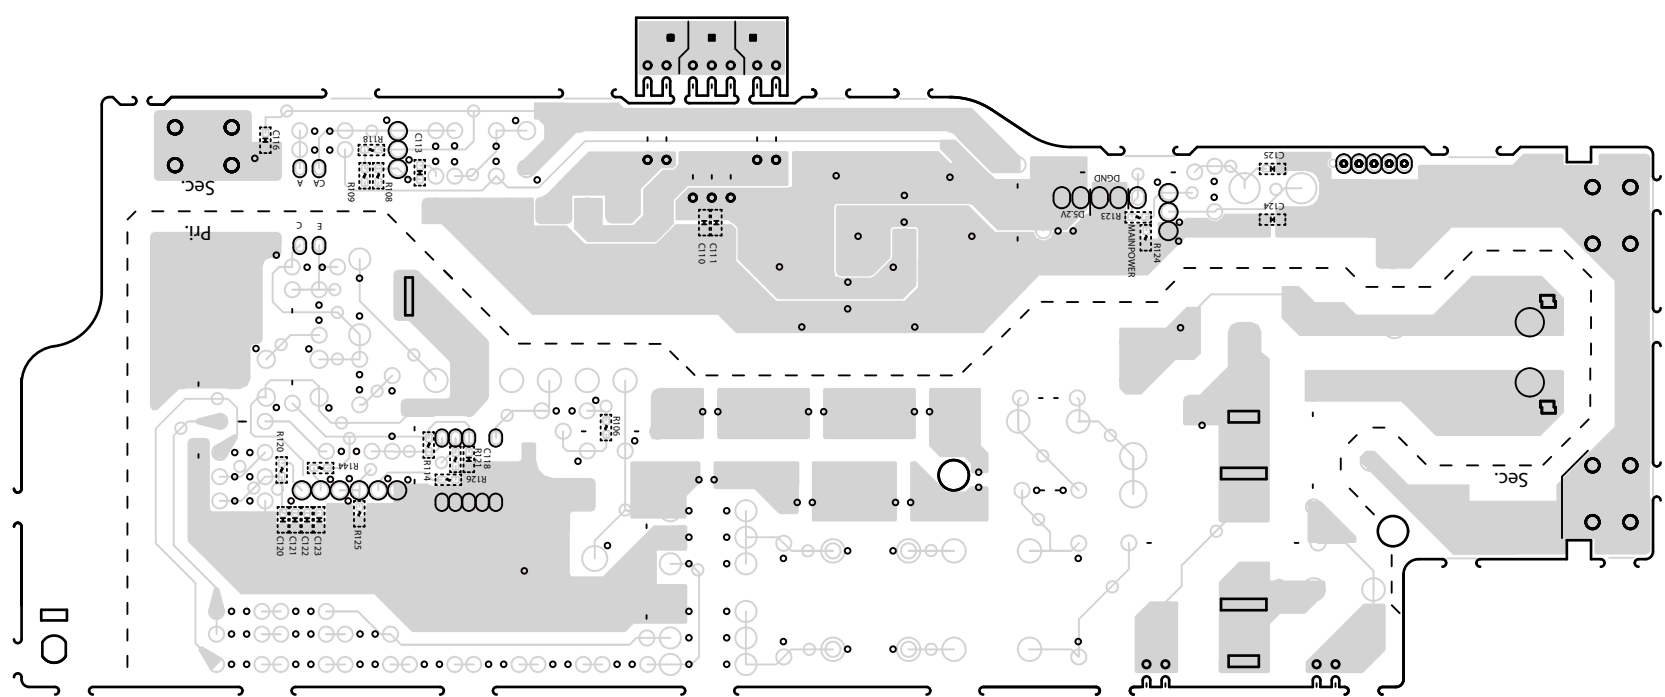 C116
R118
C113
A
CA
R109
R108
Sec.
Pri.
C
E
C110
C111
DGND
D5.2V
R123
MAINPOWER
R124
C125
C124
R106
R120
R144
R114
R121
C118
R126
C120
C121
C122
C123
R125
Sec.